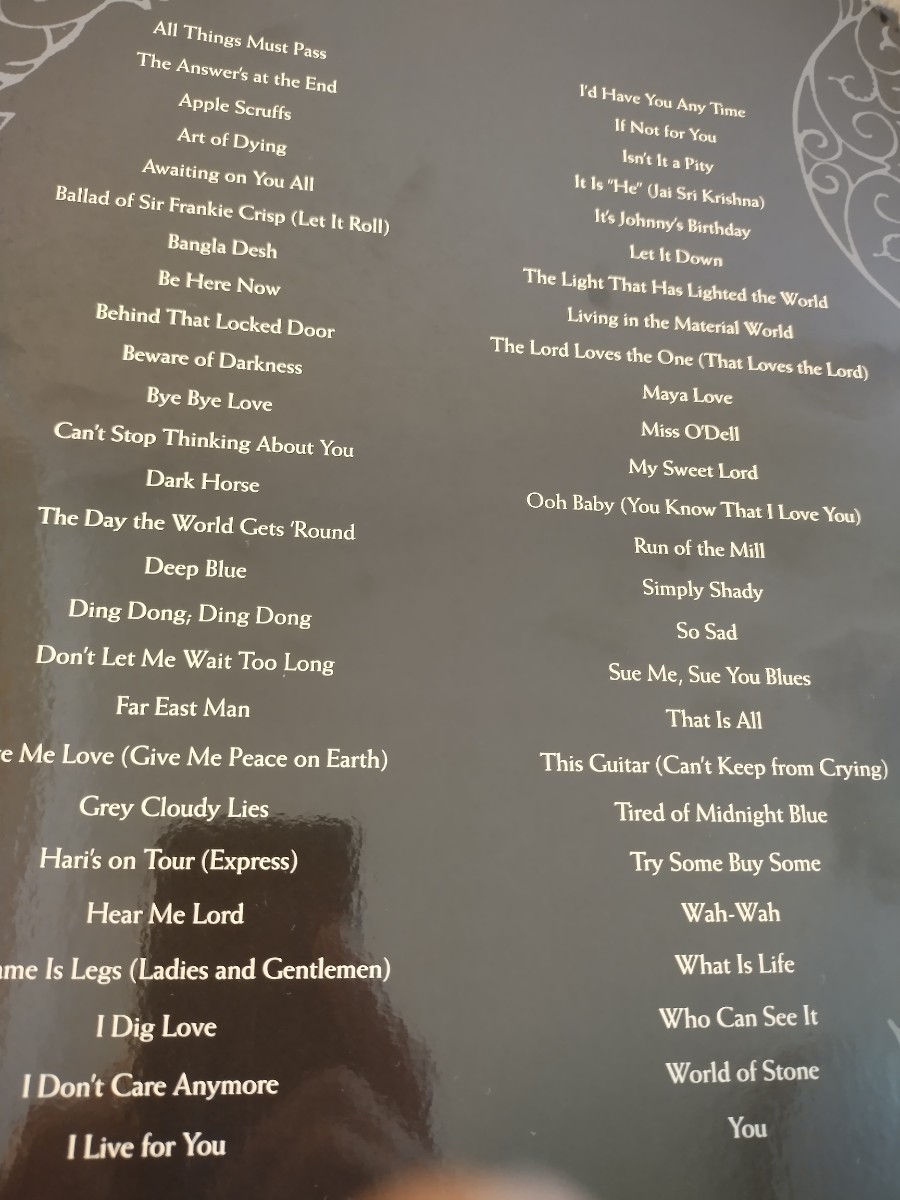 All Things Must Pass
The Answer's at the End
Apple Scruffs
Art of Dying
Awaiting on You All
Ballad of Sir Frankie Crisp (Let It Roll)
Bangla Desh
Be Here Now
Behind That Locked Door
Beware of Darkness
Bye Bye Love
Can't Stop Thinking About You
Dark Horse
The Day the World Gets 'Round
Deep Blue
Ding Dong; Ding Dong
Don't Let Me Wait Too Long
Far East Man
Me Love (Give Me Peace on Earth)
Grey Cloudy Lies
Hari's on Tour (Express)
Hear Me Lord
Is Legs (Ladies and Gentlemen)
I Dig Love
I Don't Care Anymore
I Live for You
I'd Have You Any Time
If Not for You
Isn't It a Pity
It Is "He" (Jai Sri Krishna)
It's Johnny's Birthday
Let It Down
The Light That Has Lighted the World
Living in the Material World
The Lord Loves the One (That Loves the Lord)
Maya Love
Miss O'Dell
My Sweet Lord
Ooh Baby (You Know That I Love You)
Run of the Mill
Simply Shady
So Sad
Sue Me, Sue You Blues
That Is All
This Guitar (Can't Keep from Crying)
Tired of Midnight Blue
Try Some Buy Some
Wah-Wah
What Is Life
Who Can See It
World of Stone
You